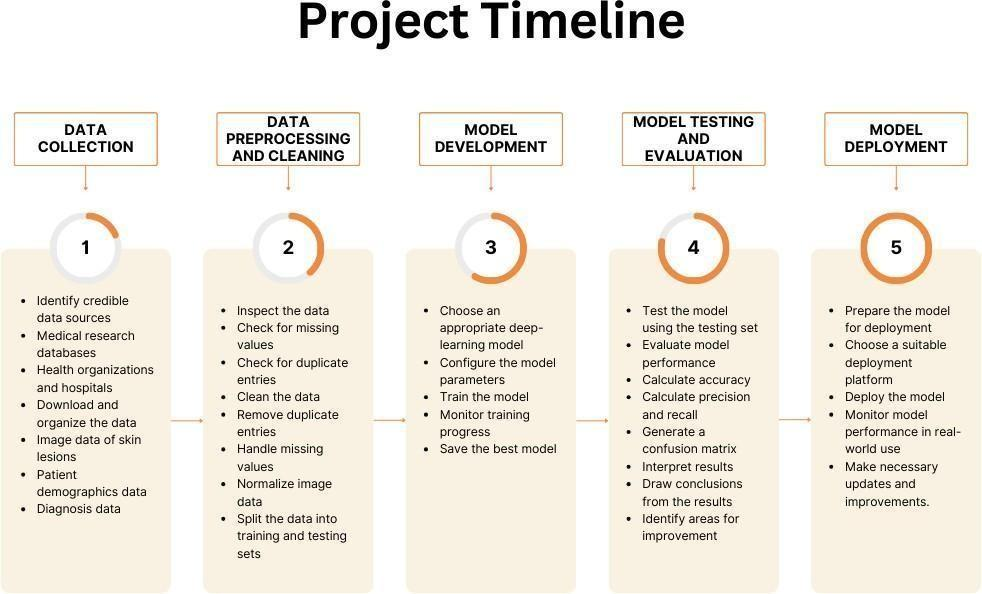 Project Timeline
DATA
COLLECTION
1
• Identify credible
data sources
• Medical research
databases
• Health organizations
and hospitals
• Download and
organize the data
• Image data of skin
lesions
• Patient
demographics data
• Diagnosis data
DATA
PREPROCESSING
AND CLEANING
2
• Inspect the data
• Check for missing
values
• Check for duplicate
entries
• Clean the data
• Remove duplicate
entries
• Handle missing
values
• Normalize image
data
• Split the data into
training and testing
sets
MODEL
DEVELOPMENT
3
• Choose an
appropriate deep-
learning model
• Configure the model
parameters
• Train the model
• Monitor training
progress
• Save the best model
MODEL TESTING
AND
EVALUATION
4
• Test the model
using the testing set
• Evaluate model
performance
• Calculate accuracy
• Calculate precision
and recall
• Generate a
confusion matrix
• Interpret results
• Draw conclusions
from the results
• Identify areas for
improvement
MODEL
DEPLOYMENT
5
• Prepare the model
for deployment
• Choose a suitable
deployment
platform
• Deploy the model
• Monitor model
performance in real-
world use
• Make necessary
updates and
improvements.